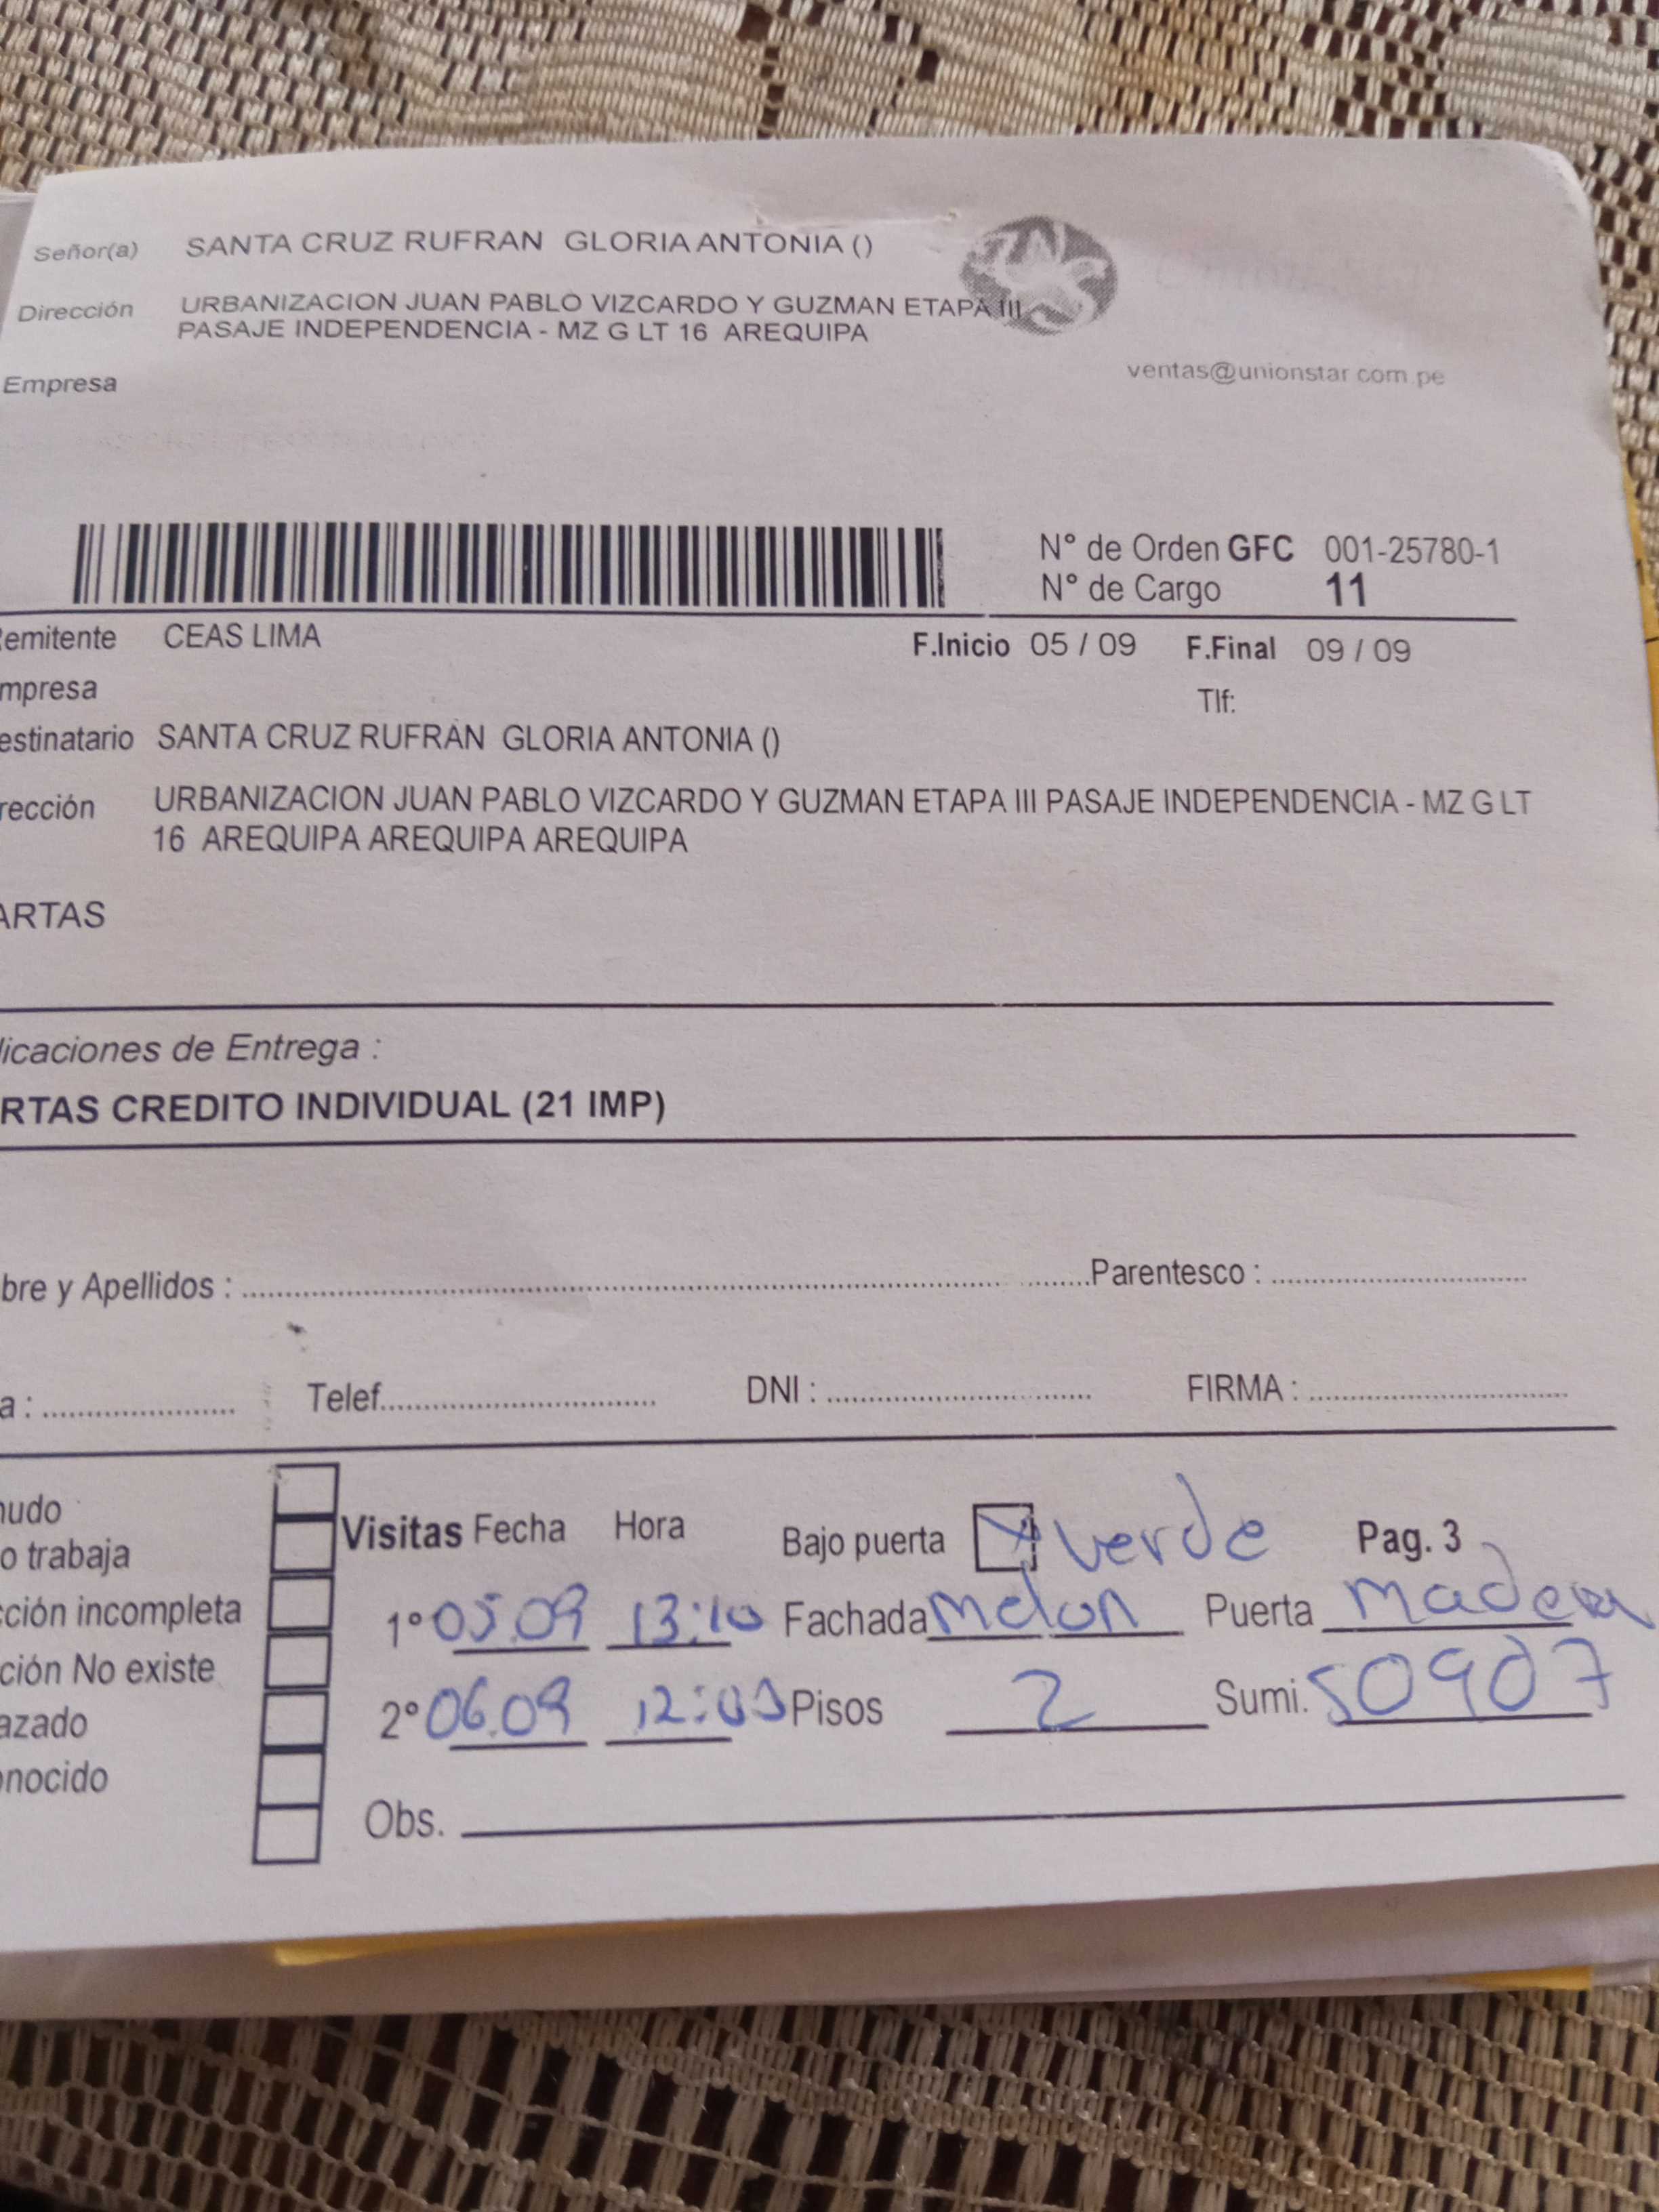 Señor(a) SANTA CRUZ RUFRAN GLORIA ANTONIA ()
Dirección URBANIZACION JUAN PABLO VIZCARDO Y GUZMAN ETAPA III
PASAJE INDEPENDENCIA - MZ G LT 16 AREQUIPA
Empresa
ventas@unionstar.com.pe
N° de Orden GFC 001-25780-1
N° de Cargo 11
emitente CEAS LIMA F.Inicio 05 / 09 F.Final 09 / 09
mpresa Tlf:
estinatario SANTA CRUZ RUFRAN GLORIA ANTONIA ()
rección URBANIZACION JUAN PABLO VIZCARDO Y GUZMAN ETAPA III PASAJE INDEPENDENCIA - MZ G LT
16 AREQUIPA AREQUIPA AREQUIPA
ARTAS
licaciones de Entrega :
RTAS CREDITO INDIVIDUAL (21 IMP)
bre y Apellidos : Parentesco :
a : Telef. DNI : FIRMA :
udo Visitas Fecha Hora Bajo puerta X verde Pag. 3
o trabaja
cción incompleta 1° 05.09 13:10 Fachada Melon Puerta Madera
ción No existe
azado 2° 06.09 12:03 Pisos 2 Sumi. 50907
nocido
Obs.